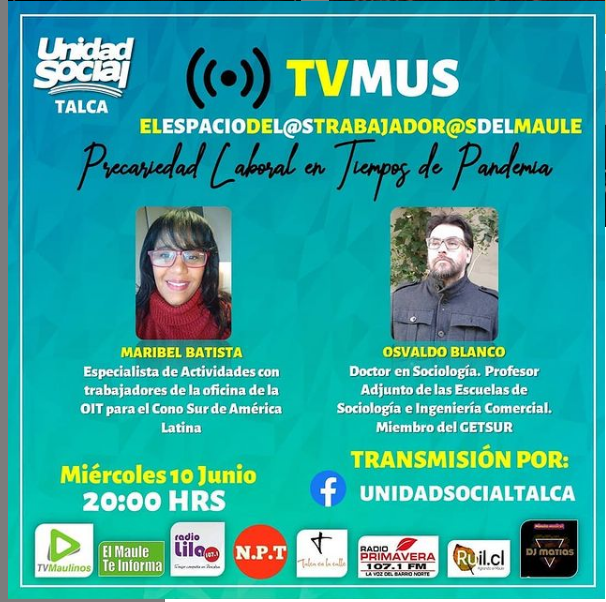 Unidad
Social
TALCA
TVMUS
ELESPACIODEL@STRABAJADOR@SDELMAULE
Precariedad Laboral en Tiempos de Pandemia
MARIBEL BATISTA
Especialista de Actividades con
trabajadores de la oficina de la
OIT para el Cono Sur de América
Latina
OSVALDO BLANCO
Doctor en Sociología. Profesor
Adjunto de las Escuelas de
Sociología e Ingeniería Comercial.
Miembro del GETSUR
Miércoles 10 Junio
20:00 HRS
TRANSMISIÓN POR:
f UNIDADSOCIALTALCA
TVMaulinos
El Maule
Te Informa
radio
Lila
107.1
N.P.T
Talca en la calle
RADIO
PRIMAVERA
107.1 FM
LA VOZ DEL BARRIO NORTE
Ruil.cl
DJ MATIAS